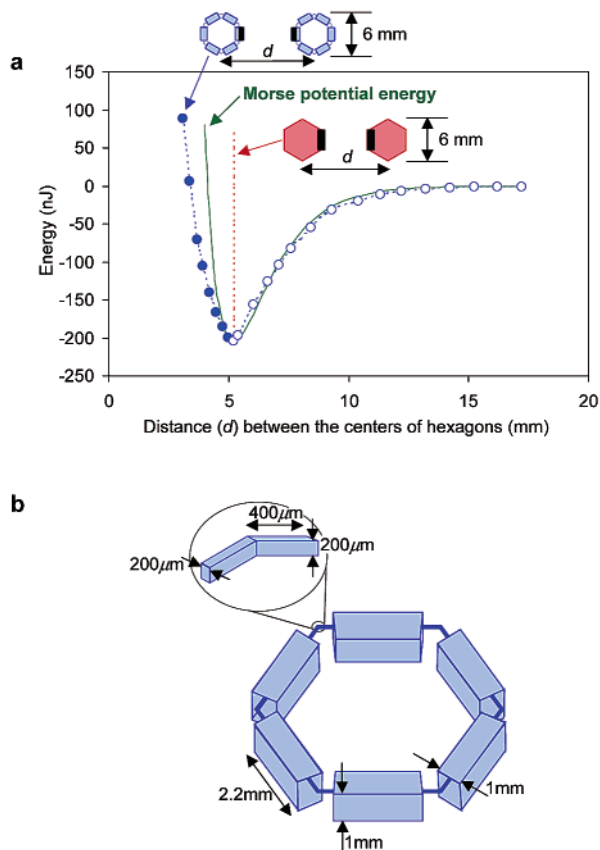 6 mm
d
a
150
100
50
0
-50
-100
-150
-200
-250
Energy (nJ)
Morse potential energy
6 mm
d
0
5
10
15
20
Distance (d) between the centers of hexagons (mm)
b
400μm
200μm
200μm
2.2mm
1mm
1mm